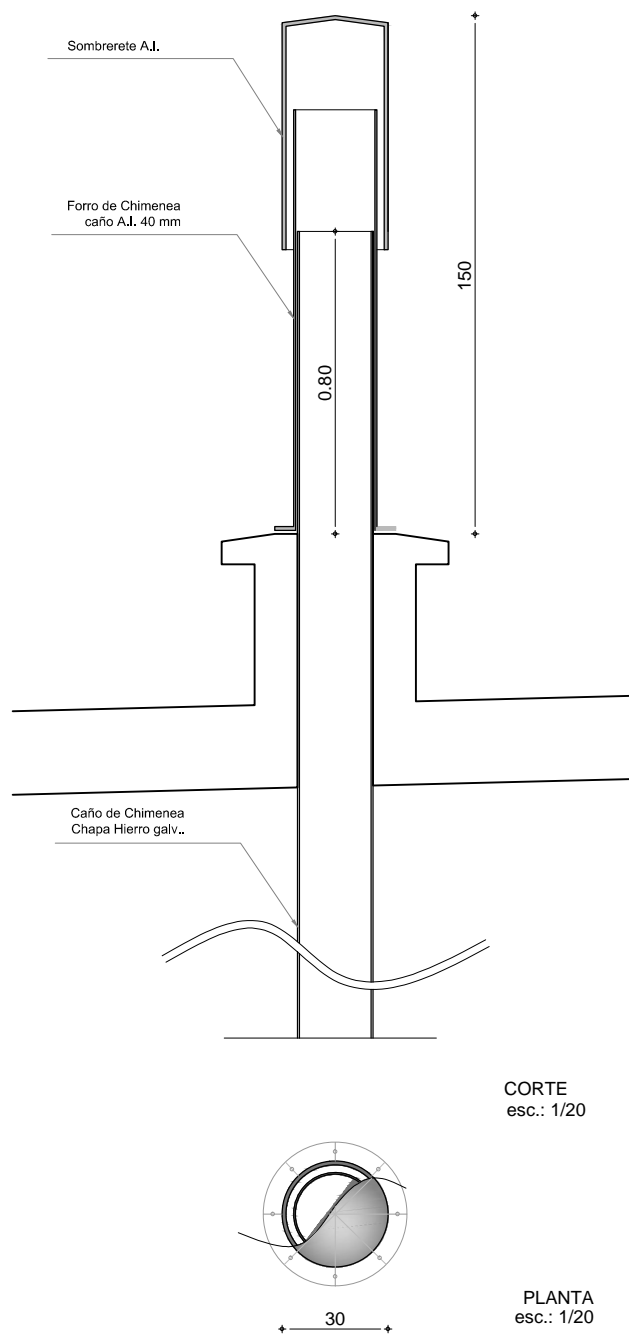 Sombrerete A.I.
Forro de Chimenea
caño A.I. 40 mm
150
0.80
Caño de Chimenea
Chapa Hierro galv..
CORTE
esc.: 1/20
PLANTA
esc.: 1/20
30